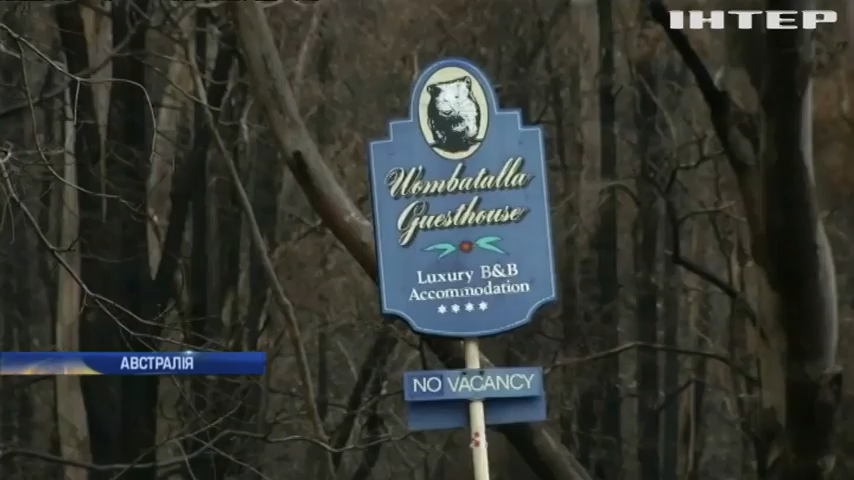 ІНТЕР
Wombatalla
Guesthouse
Luxury B&B
Accommodation
NO VACANCY
АВСТРАЛІЯ